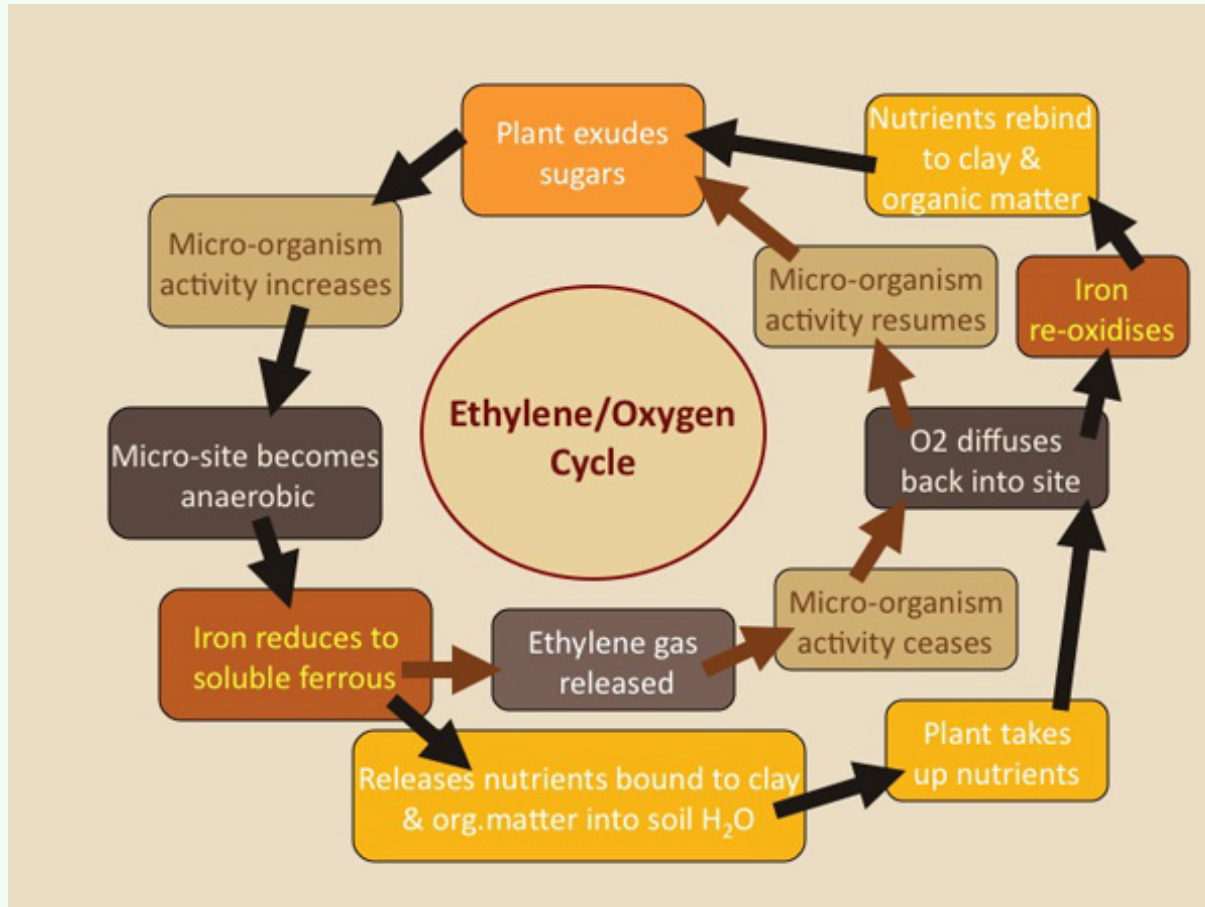 Plant exudes
sugars
Micro-organism
activity increases
Micro-site becomes
anaerobic
Iron reduces to
soluble ferrous
Ethylene gas
released
Releases nutrients bound to clay
& org.matter into soil H₂O
Micro-organism
activity ceases
Plant takes
up nutrients
O2 diffuses
back into site
Micro-organism
activity resumes
Iron
re-oxidises
Nutrients rebind
to clay &
organic matter
Ethylene/Oxygen
Cycle